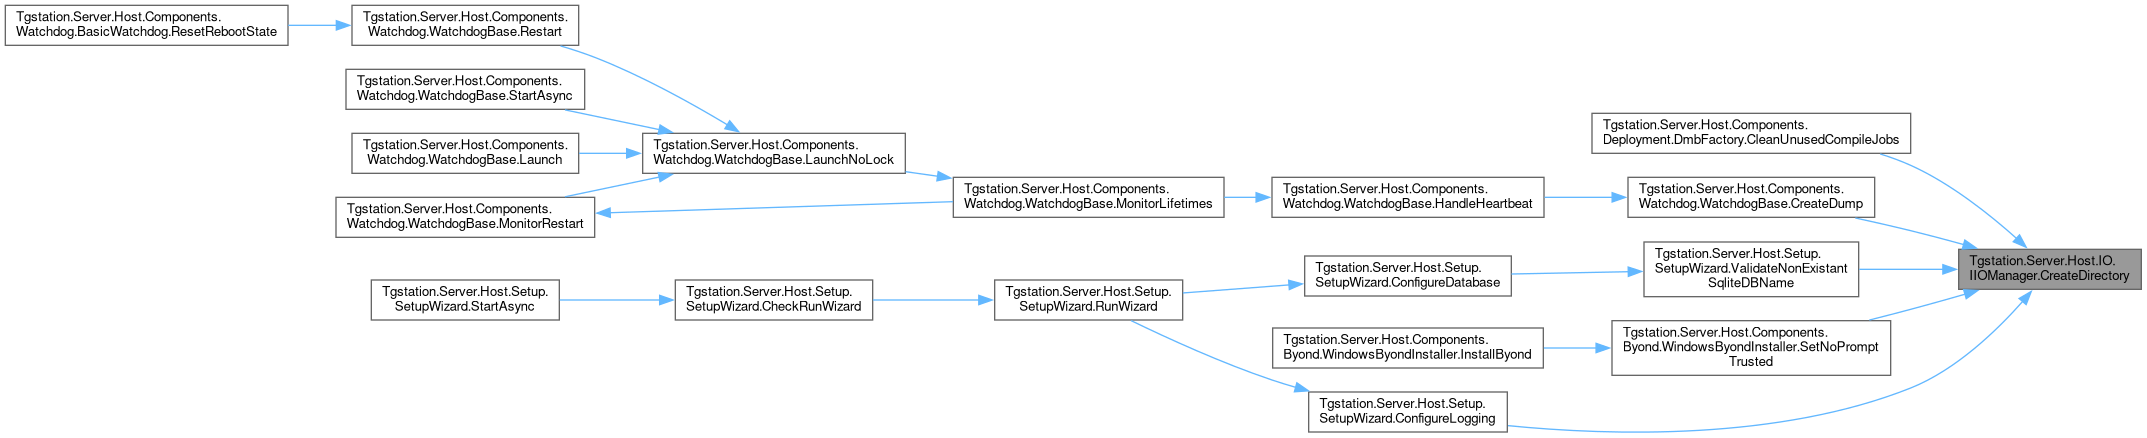 Tgstation.Server.Host.Components.
Watchdog.BasicWatchdog.ResetRebootState
Tgstation.Server.Host.Components.
Watchdog.WatchdogBase.Restart
Tgstation.Server.Host.Components.
Watchdog.WatchdogBase.StartAsync
Tgstation.Server.Host.Components.
Watchdog.WatchdogBase.Launch
Tgstation.Server.Host.Components.
Watchdog.WatchdogBase.MonitorRestart
Tgstation.Server.Host.Components.
Watchdog.WatchdogBase.LaunchNoLock
Tgstation.Server.Host.Components.
Watchdog.WatchdogBase.MonitorLifetimes
Tgstation.Server.Host.Components.
Watchdog.WatchdogBase.HandleHeartbeat
Tgstation.Server.Host.Components.
Deployment.DmbFactory.CleanUnusedCompileJobs
Tgstation.Server.Host.Components.
Watchdog.WatchdogBase.CreateDump
Tgstation.Server.Host.IO.
IIOManager.CreateDirectory
Tgstation.Server.Host.Setup.
SetupWizard.ValidateNonExistant
SqliteDBName
Tgstation.Server.Host.Setup.
SetupWizard.ConfigureDatabase
Tgstation.Server.Host.Setup.
SetupWizard.RunWizard
Tgstation.Server.Host.Setup.
SetupWizard.CheckRunWizard
Tgstation.Server.Host.Setup.
SetupWizard.StartAsync
Tgstation.Server.Host.Components.
Byond.WindowsByondInstaller.SetNoPrompt
Trusted
Tgstation.Server.Host.Components.
Byond.WindowsByondInstaller.InstallByond
Tgstation.Server.Host.Setup.
SetupWizard.ConfigureLogging